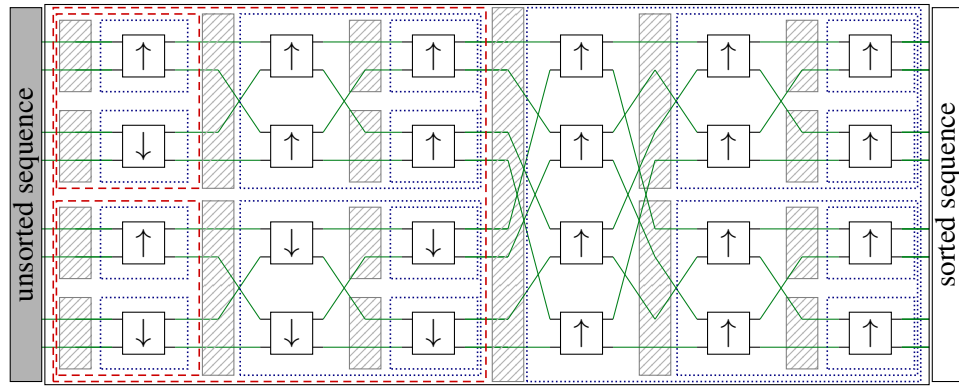 unsorted sequence
↑ ↑ ↑ ↑ ↑ ↑
↓ ↑ ↑ ↑ ↑ ↑
↑ ↓ ↓ ↑ ↑ ↑
↓ ↓ ↓ ↑ ↑ ↑
sorted sequence